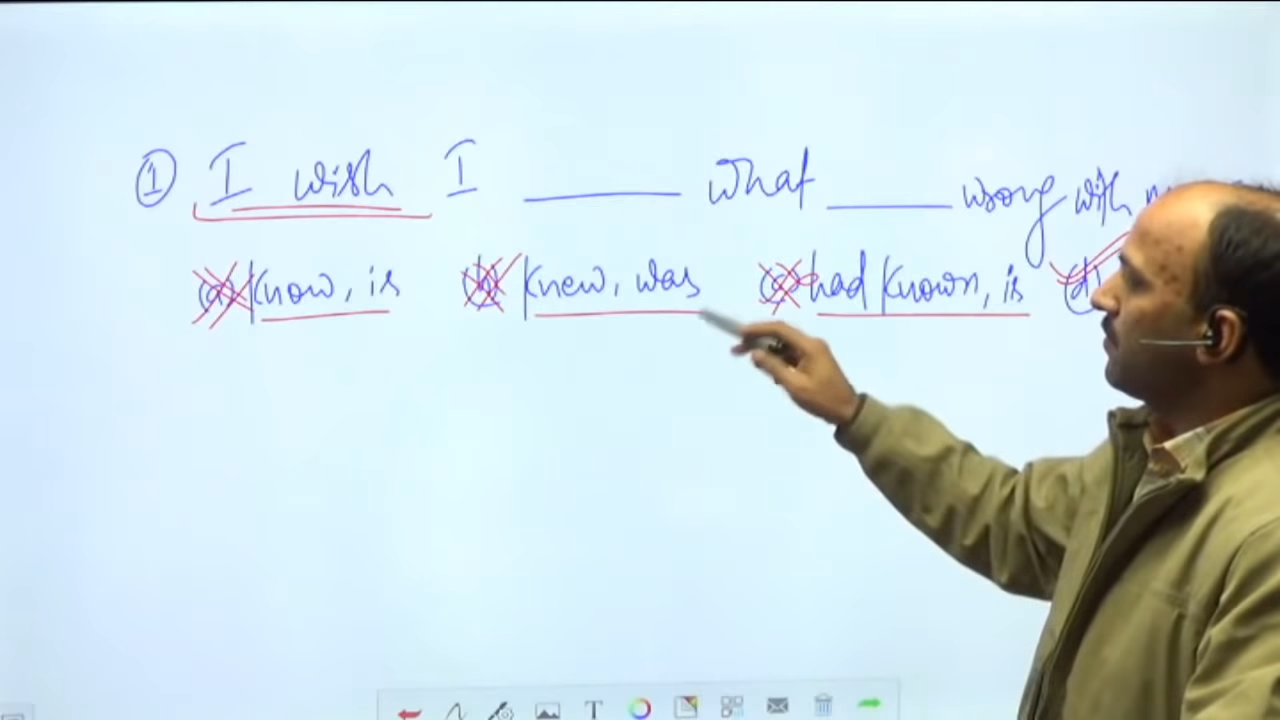 ① I wish I ______ what ______ wrong with m
(a) know, is (b) knew, was (c) had known, is (d)
T